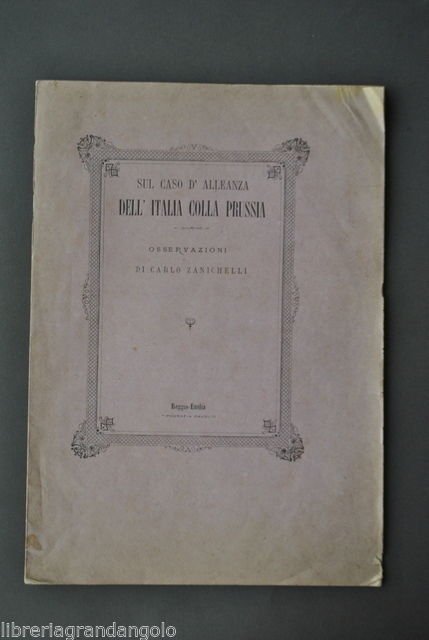 SUL CASO D' ALLEANZA
DELL' ITALIA COLLA PRUSSIA
OSSERVAZIONI
DI CARLO ZANICHELLI
Reggio-Emilia
libreriagrandangolo